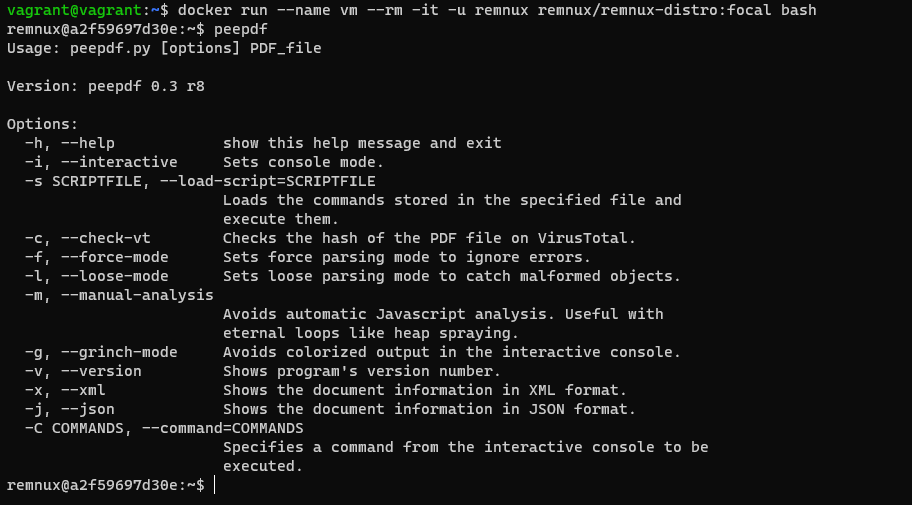 vagrant@vagrant:~$ docker run --name vm --rm -it -u remnux remnux/remnux-distro:focal bash
remnux@a2f59697d30e:~$ peepdf
Usage: peepdf.py [options] PDF_file

Version: peepdf 0.3 r8

Options:
  -h, --help            show this help message and exit
  -i, --interactive     Sets console mode.
  -s SCRIPTFILE, --load-script=SCRIPTFILE
                        Loads the commands stored in the specified file and
                        execute them.
  -c, --check-vt        Checks the hash of the PDF file on VirusTotal.
  -f, --force-mode      Sets force parsing mode to ignore errors.
  -l, --loose-mode      Sets loose parsing mode to catch malformed objects.
  -m, --manual-analysis
                        Avoids automatic Javascript analysis. Useful with
                        eternal loops like heap spraying.
  -g, --grinch-mode     Avoids colorized output in the interactive console.
  -v, --version         Shows program's version number.
  -x, --xml             Shows the document information in XML format.
  -j, --json            Shows the document information in JSON format.
  -C COMMANDS, --command=COMMANDS
                        Specifies a command from the interactive console to be
                        executed.
remnux@a2f59697d30e:~$